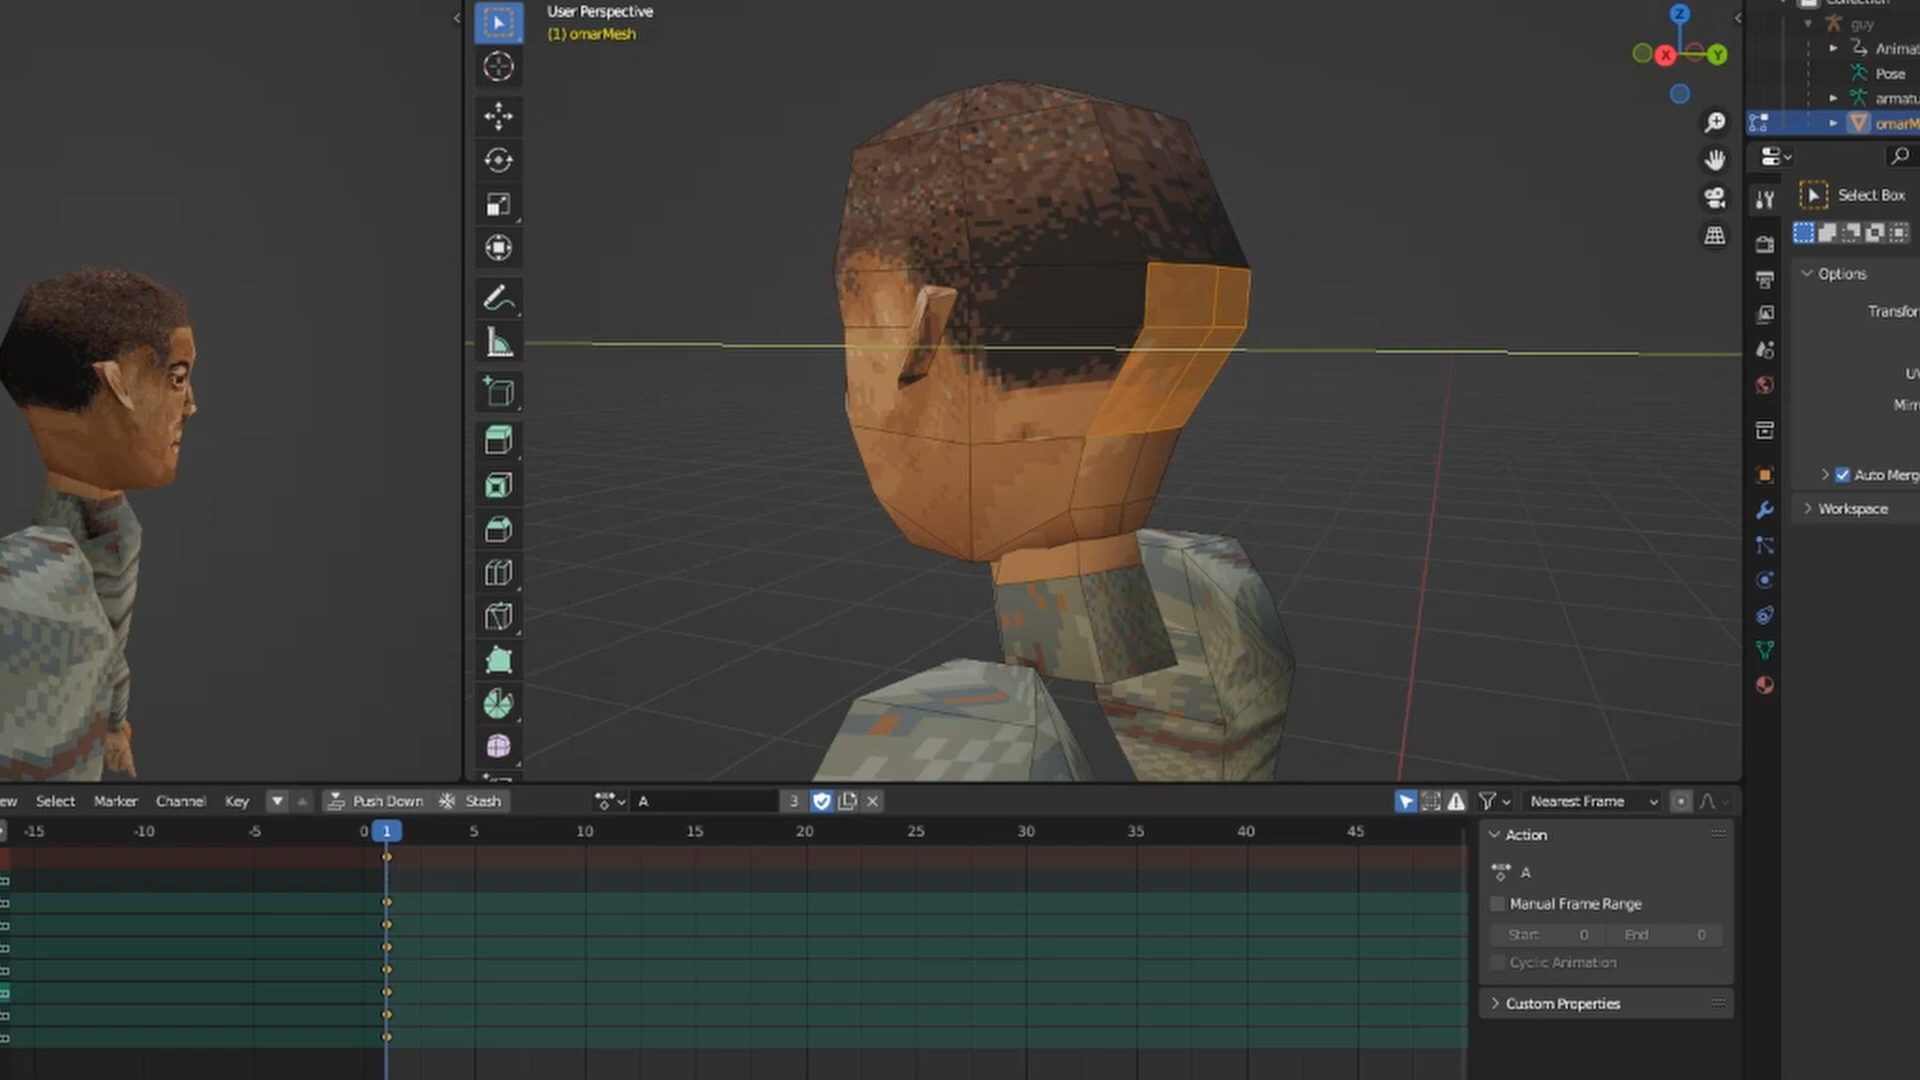 User Perspective
(1) omarMesh
Z
X
Y
guy
Pose
Select Box
Options
Auto Merg
Workspace
Select Marker Channel Key Push Down Stash A 3 Nearest Frame
-15 -10 -5 0 1 5 10 15 20 25 30 35 40 45
Action
A
Manual Frame Range
Start 0 End 0
Cyclic Animation
Custom Properties